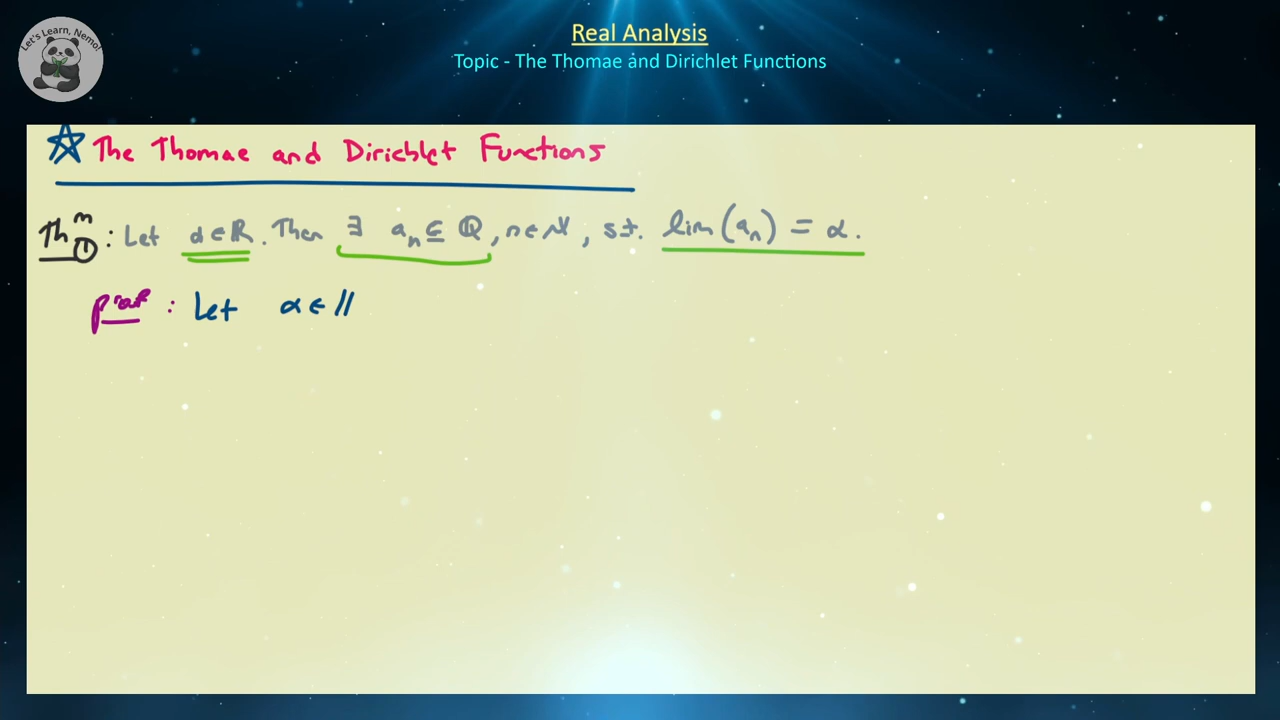 Let's Learn, Nemo!
Real Analysis
Topic - The Thomae and Dirichlet Functions
The Thomae and Dirichlet Functions
Thm ① : Let α ∈ ℝ. Then ∃ aₙ ⊆ ℚ, n ∈ ℕ, s.t. lim(aₙ) = α.
proof : Let α ∈